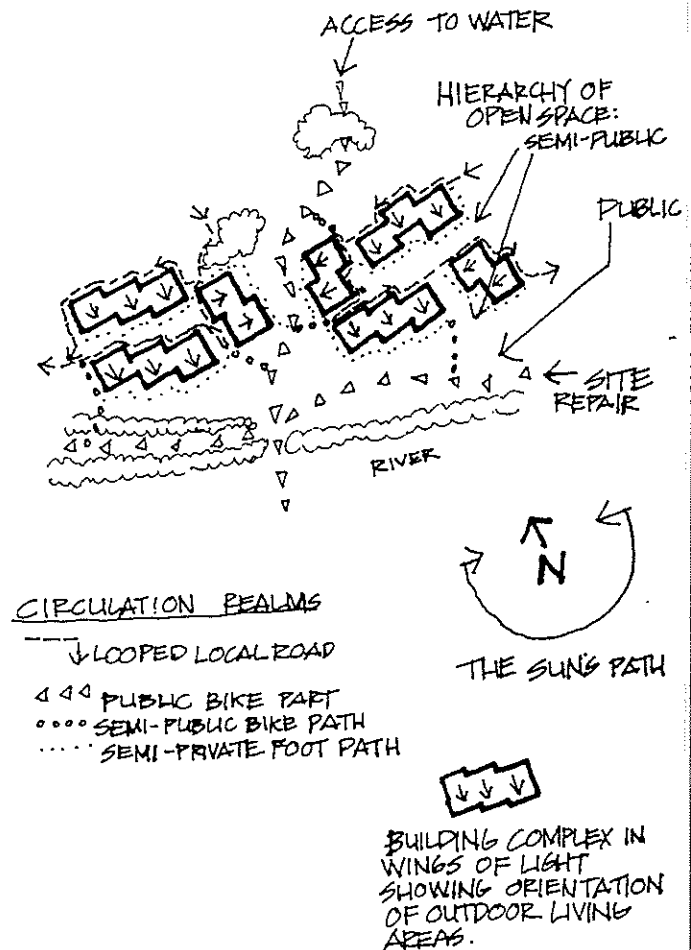 ACCESS TO WATER
HIERARCHY OF
OPEN SPACE:
SEMI-PUBLIC
PUBLIC
SITE
REPAIR
RIVER
N
THE SUN'S PATH
CIRCULATION REALMS
LOOPED LOCAL ROAD
PUBLIC BIKE PART
SEMI-PUBLIC BIKE PATH
SEMI-PRIVATE FOOT PATH
BUILDING COMPLEX IN
WINGS OF LIGHT
SHOWING ORIENTATION
OF OUTDOOR LIVING
AREAS.